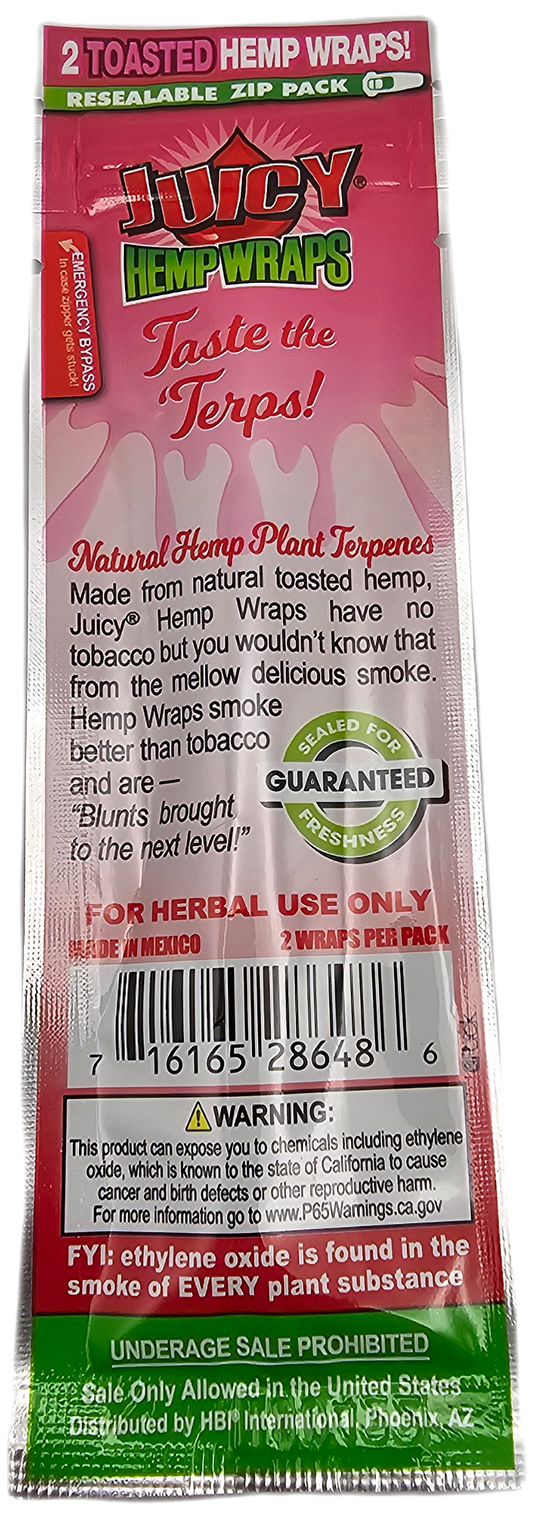 2 TOASTED HEMP WRAPS!
RESEALABLE ZIP PACK
JUICY®
HEMP WRAPS
EMERGENCY BYPASS
In case zipper gets stuck!
Taste the
'Terps!
Natural Hemp Plant Terpenes
Made from natural toasted hemp,
Juicy® Hemp Wraps have no
tobacco but you wouldn't know that
from the mellow delicious smoke.
Hemp Wraps smoke
better than tobacco
and are —
"Blunts brought
to the next level!"
SEALED FOR
GUARANTEED
FRESHNESS
FOR HERBAL USE ONLY
MADE IN MEXICO 2 WRAPS PER PACK
7 16165 28648 6
WARNING:
This product can expose you to chemicals including ethylene
oxide, which is known to the state of California to cause
cancer and birth defects or other reproductive harm.
For more information go to www.P65Warnings.ca.gov
FYI: ethylene oxide is found in the
smoke of EVERY plant substance
UNDERAGE SALE PROHIBITED
Sale Only Allowed in the United States
Distributed by HBI® International, Phoenix, AZ